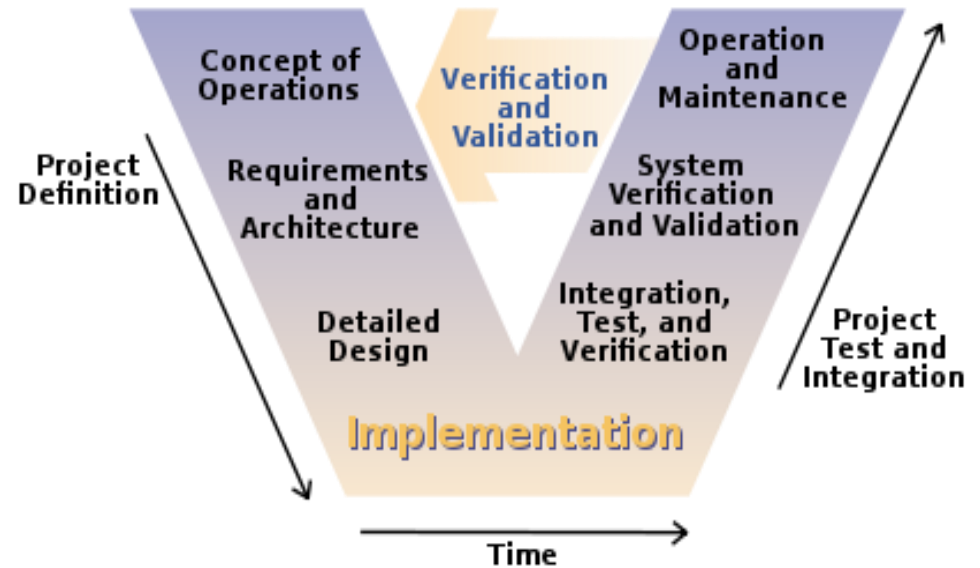 Concept of
Operations
Verification
and
Validation
Operation
and
Maintenance
Project
Definition
Requirements
and
Architecture
System
Verification
and Validation
Detailed
Design
Integration,
Test, and
Verification
Project
Test and
Integration
Implementation
Time